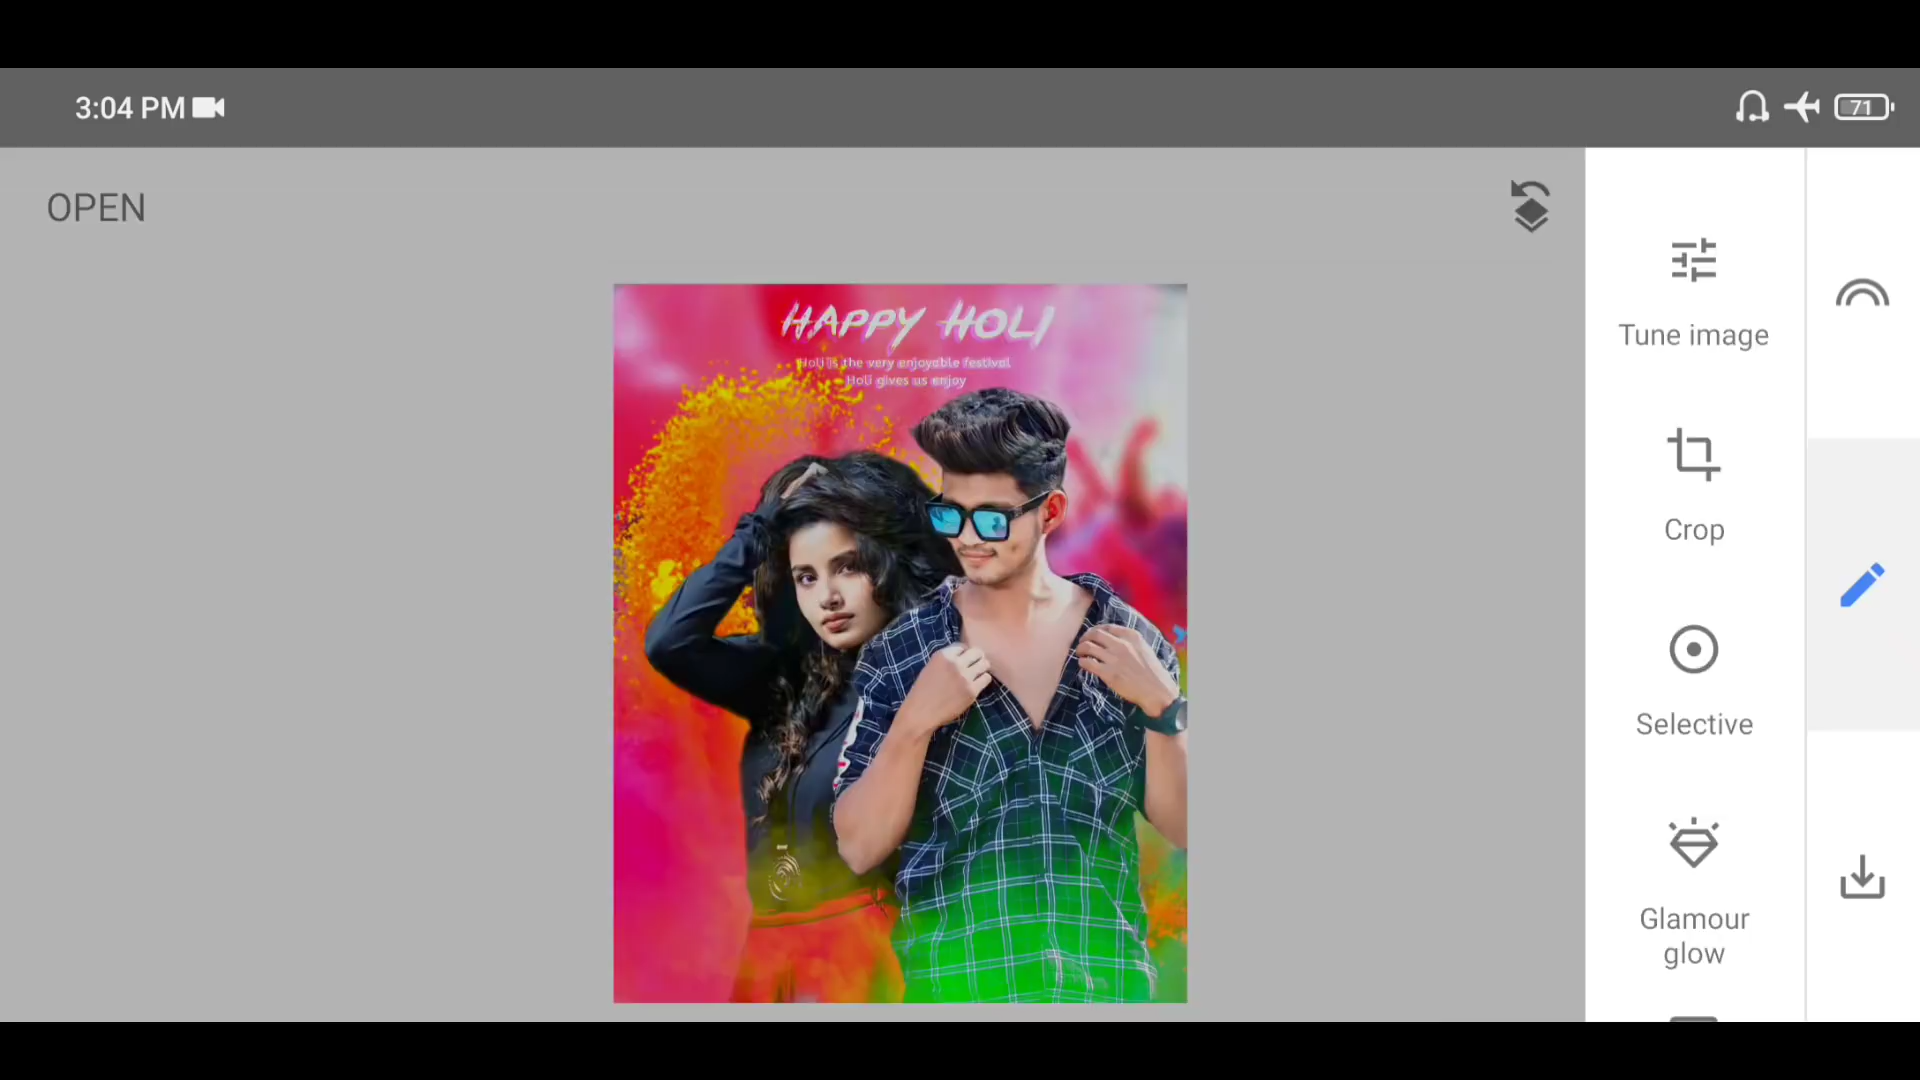 3:04 PM
71
OPEN
HAPPY HOLI
Holi is the very enjoyable festival
Holi gives us enjoy
Tune image
Crop
Selective
Glamour
glow